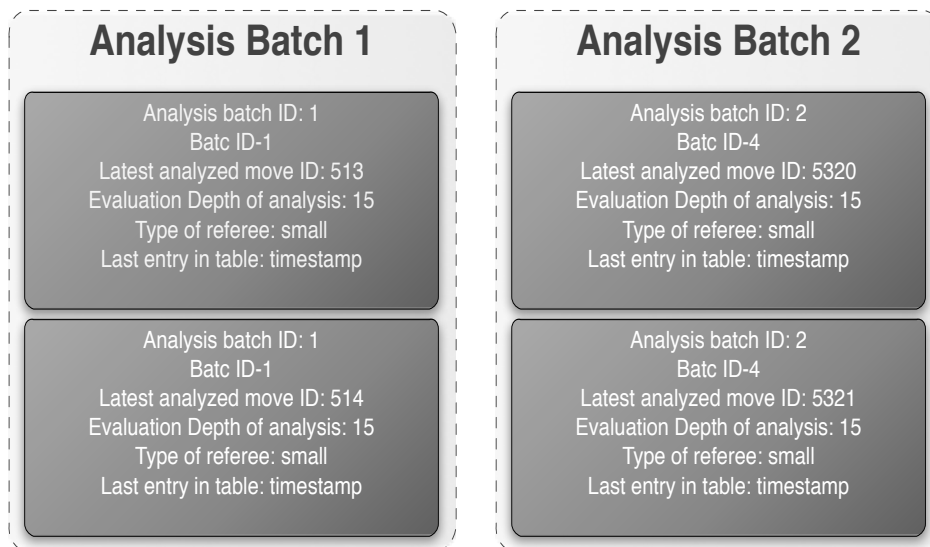 Analysis Batch 1
Analysis batch ID: 1
Batc ID-1
Latest analyzed move ID: 513
Evaluation Depth of analysis: 15
Type of referee: small
Last entry in table: timestamp
Analysis batch ID: 1
Batc ID-1
Latest analyzed move ID: 514
Evaluation Depth of analysis: 15
Type of referee: small
Last entry in table: timestamp
Analysis Batch 2
Analysis batch ID: 2
Batc ID-4
Latest analyzed move ID: 5320
Evaluation Depth of analysis: 15
Type of referee: small
Last entry in table: timestamp
Analysis batch ID: 2
Batc ID-4
Latest analyzed move ID: 5321
Evaluation Depth of analysis: 15
Type of referee: small
Last entry in table: timestamp